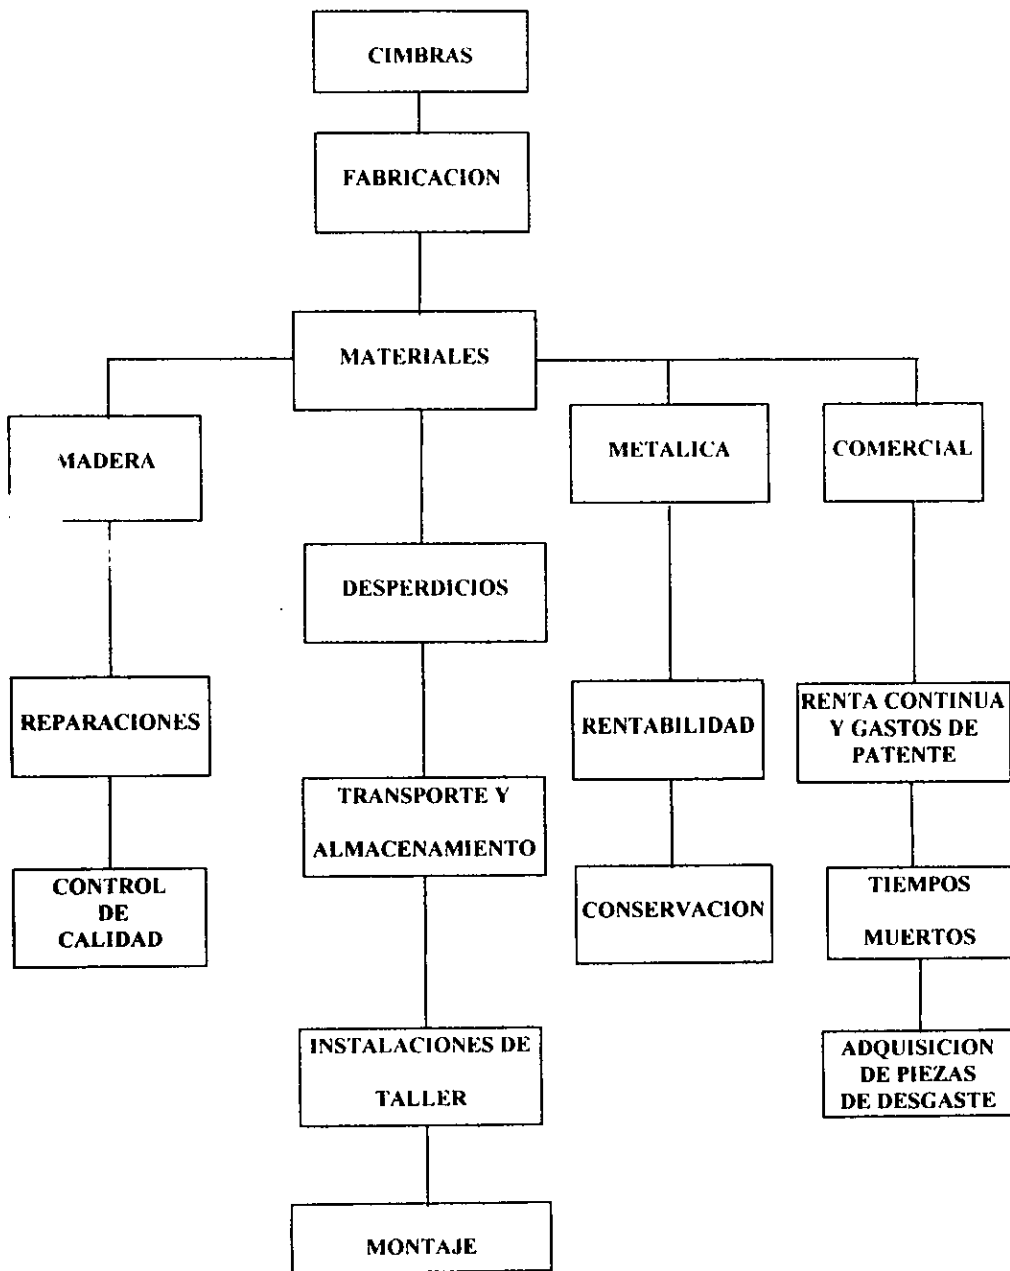 CIMBRAS
FABRICACION
MATERIALES
MADERA
METALICA
COMERCIAL
DESPERDICIOS
REPARACIONES
RENTABILIDAD
RENTA CONTINUA
Y GASTOS DE
PATENTE
TRANSPORTE Y
ALMACENAMIENTO
CONTROL
DE
CALIDAD
CONSERVACION
TIEMPOS
MUERTOS
INSTALACIONES DE
TALLER
ADQUISICION
DE PIEZAS
DE DESGASTE
MONTAJE